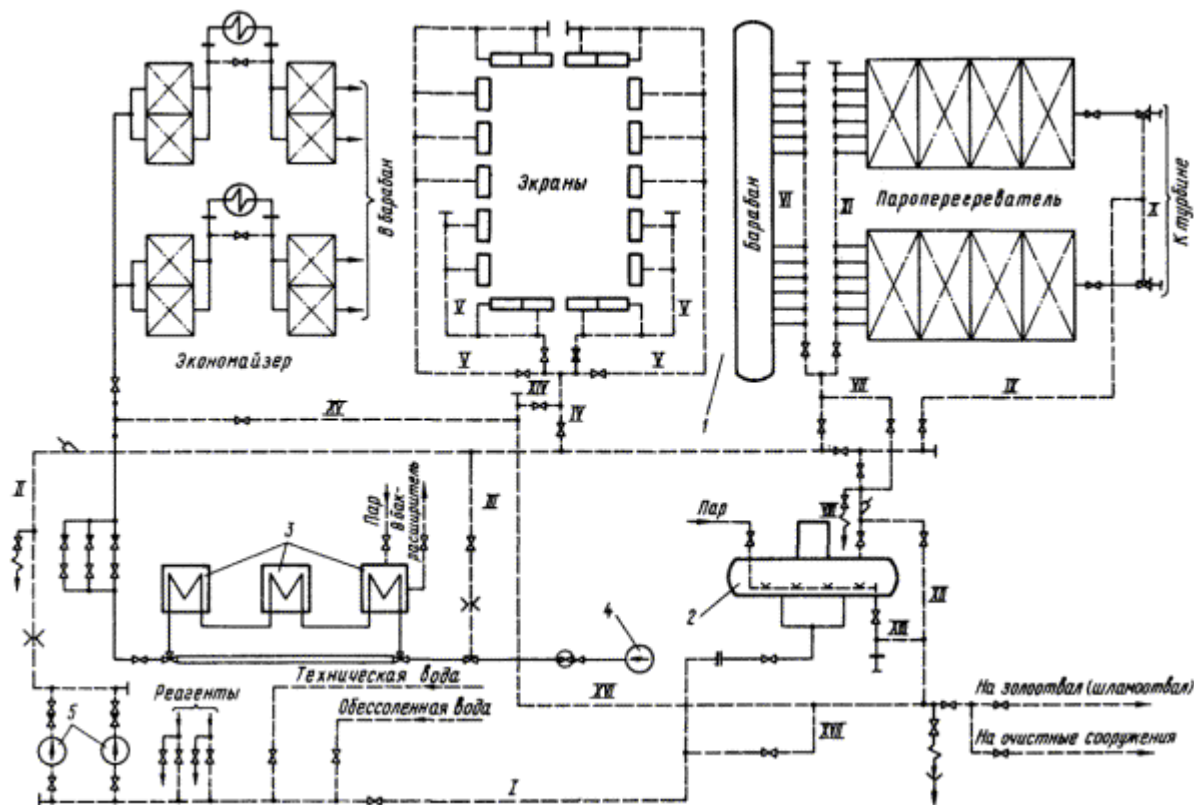 В барабан
Экономайзер
Экраны
V
V
V
V
XIV
IV
Барабан
VI
XI
Пароперегреватель
X
К турбине
1
VII
IX
XV
II
III
Пар
В бак-
расширитель
3
4
Пар
VIII
2
XII
XIII
Техническая вода
Реагенты
Обессоленная вода
5
XVI
XVII
I
На золоотвал (шламоотвал)
На очистные сооружения